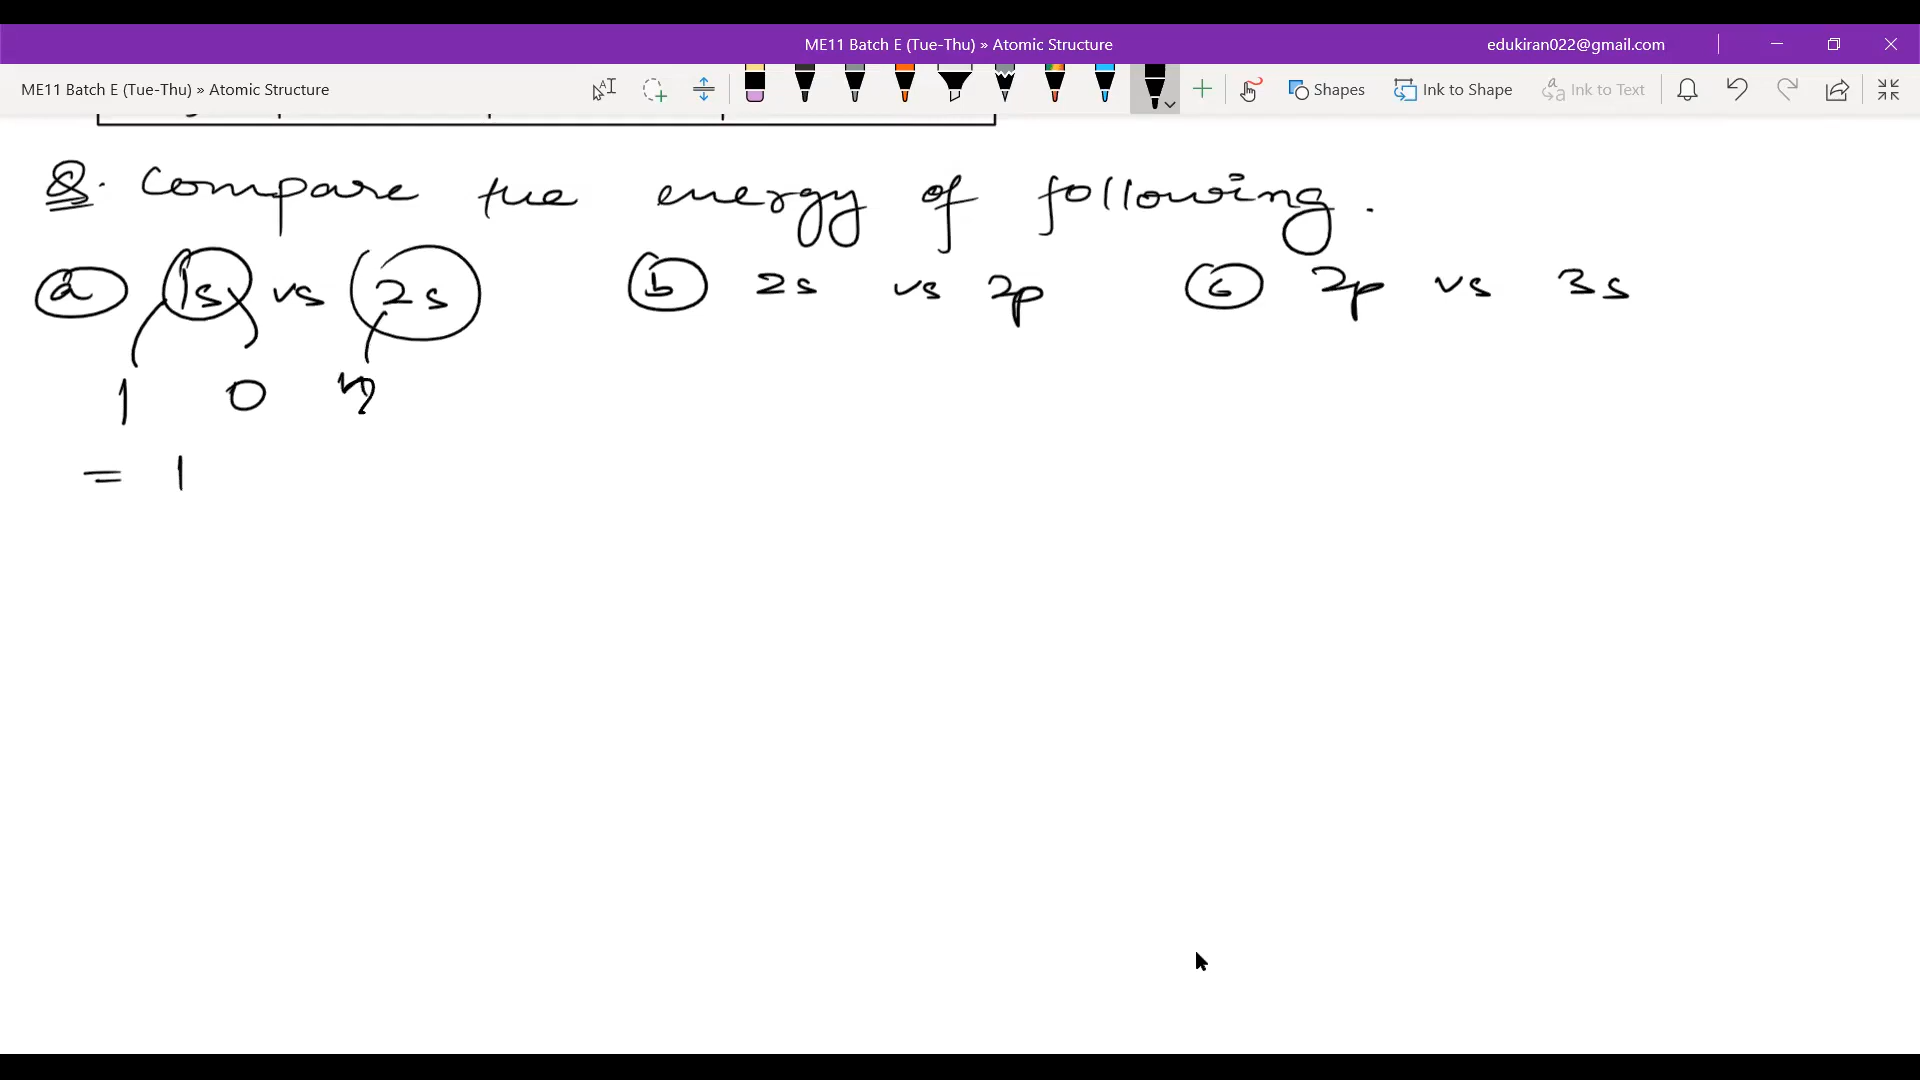 ME11 Batch E (Tue-Thu) » Atomic Structure
edukiran022@gmail.com
ME11 Batch E (Tue-Thu) » Atomic Structure
Shapes
Ink to Shape
Ink to Text
Q. Compare the energy of following.
a 1s vs 2s
b 2s vs 2p
c 2p vs 3s
1 0
= 1